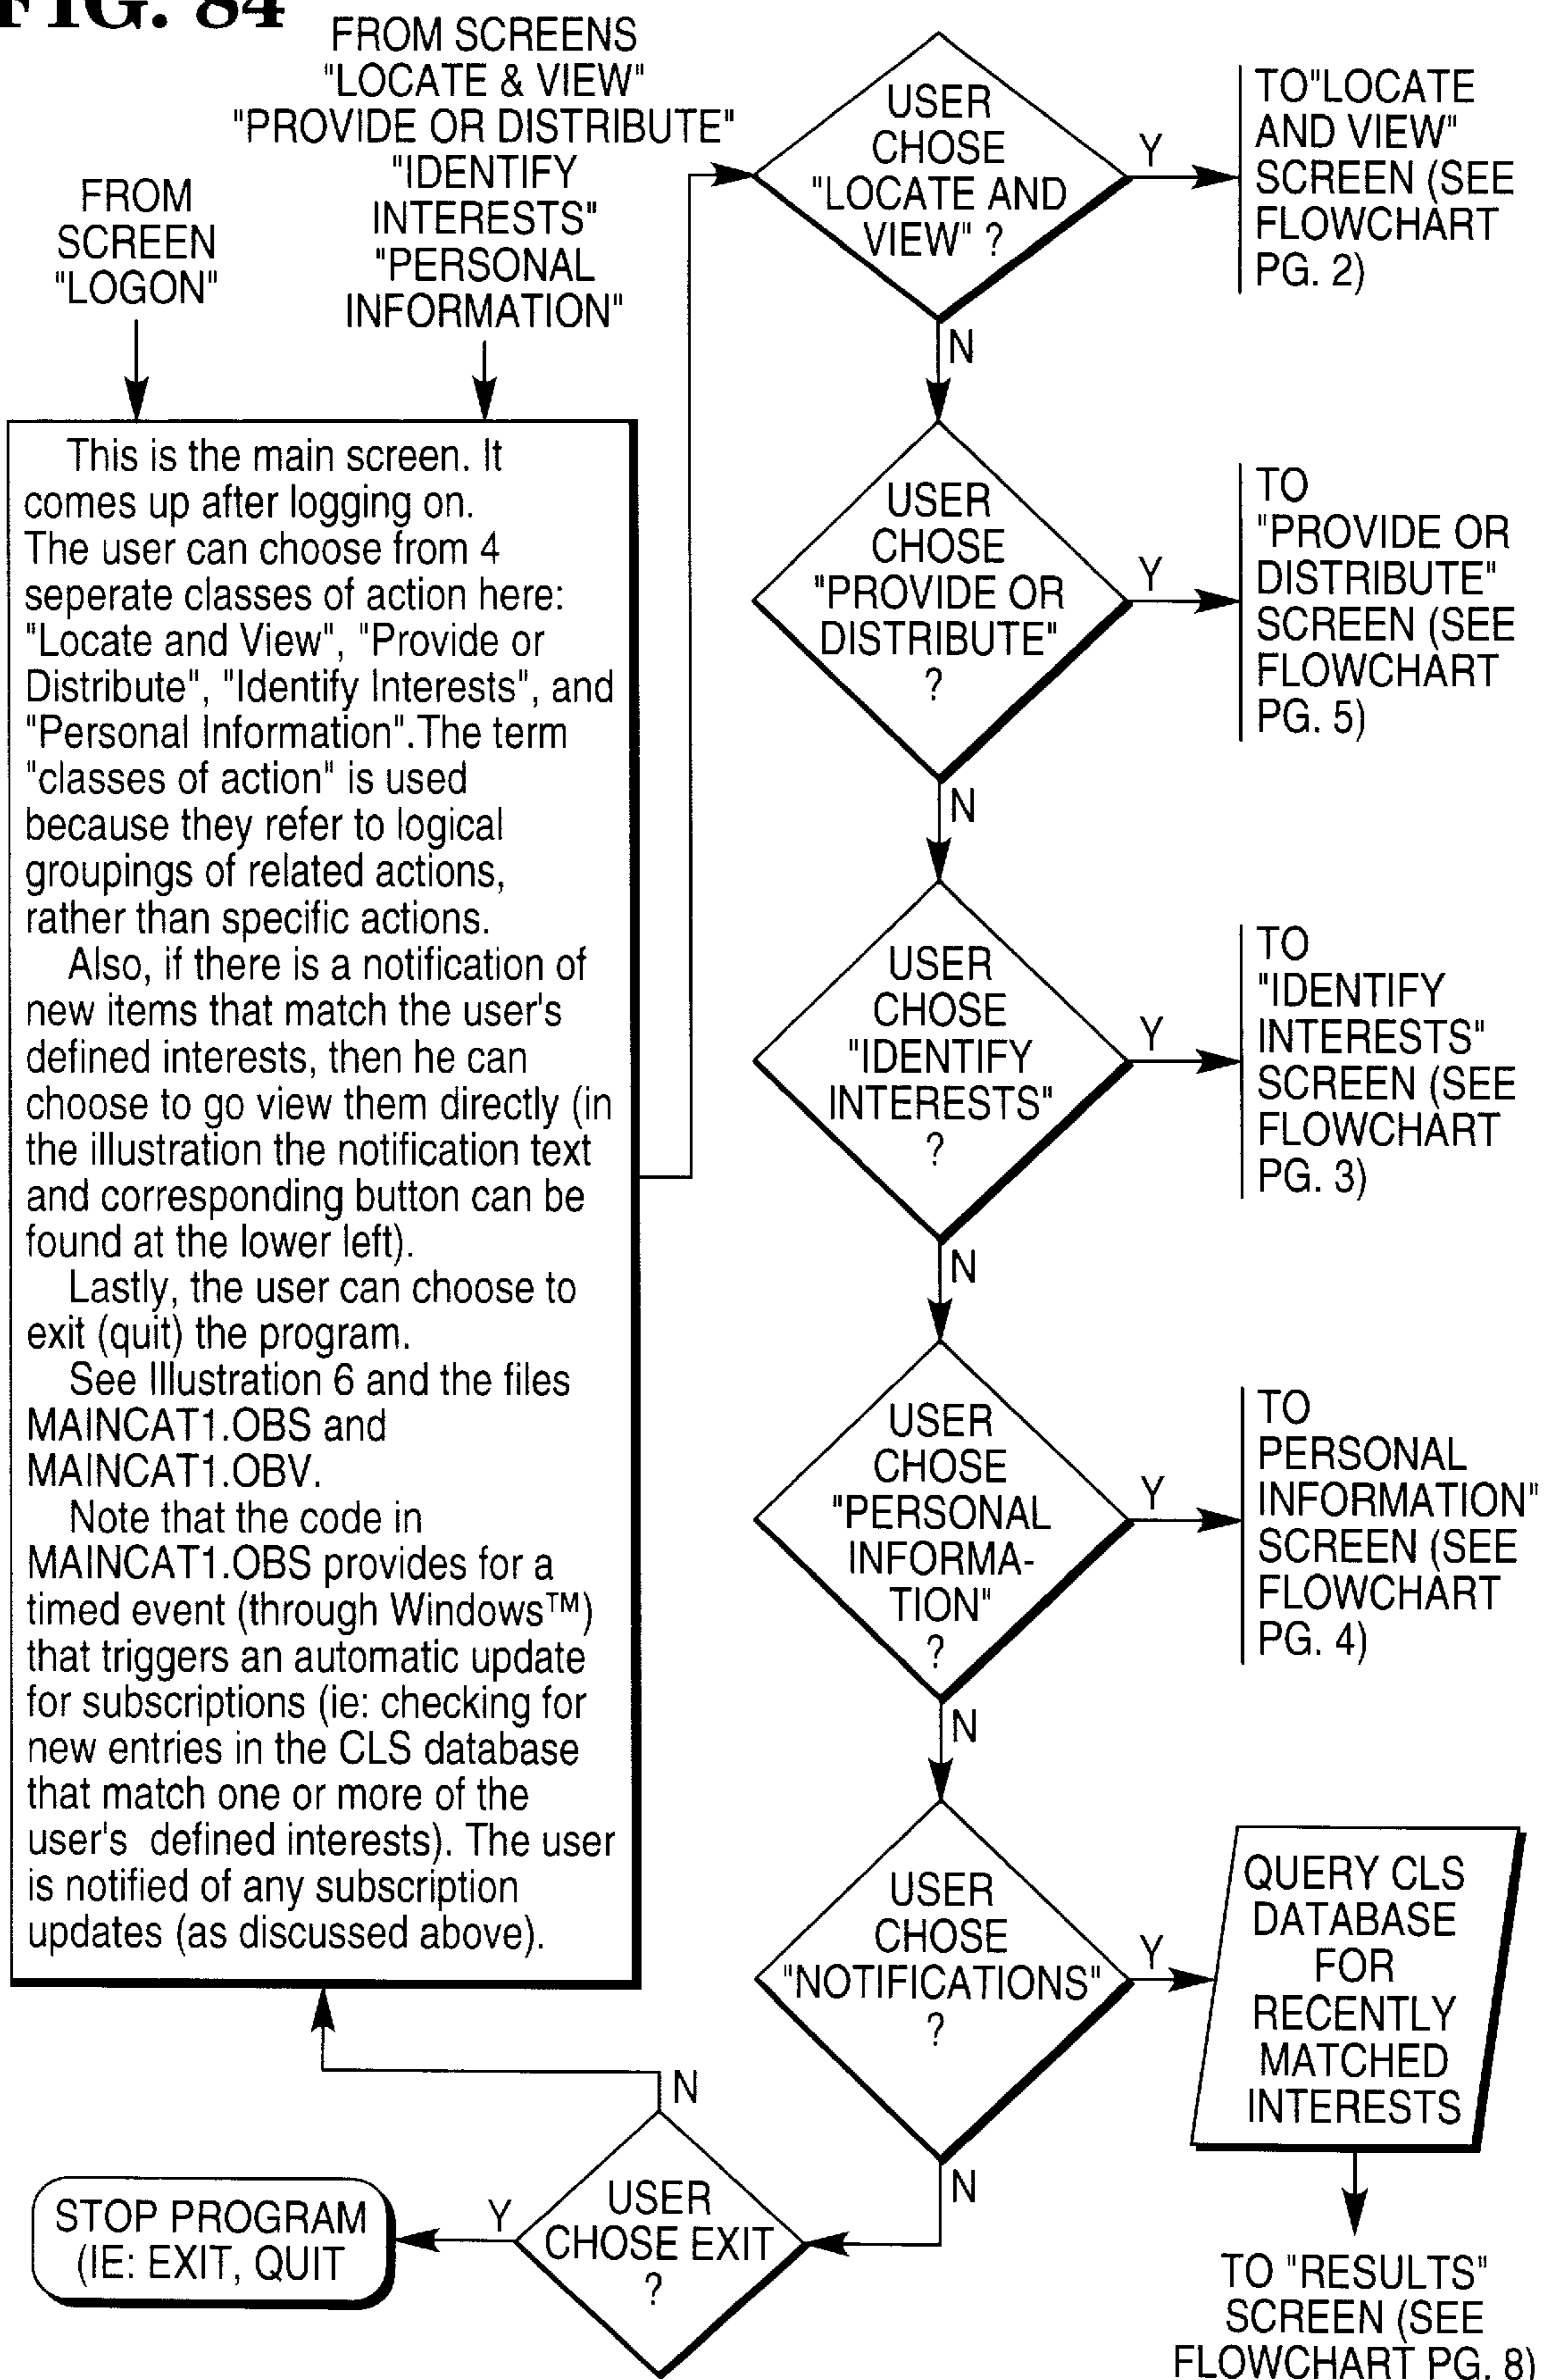 FIG. 84
FROM SCREENS
"LOCATE & VIEW"
"PROVIDE OR DISTRIBUTE"
"IDENTIFY
INTERESTS"
"PERSONAL
INFORMATION"
FROM
SCREEN
"LOGON"
This is the main screen. It
comes up after logging on.
The user can choose from 4
seperate classes of action here:
"Locate and View", "Provide or
Distribute", "Identify Interests", and
"Personal Information".The term
"classes of action" is used
because they refer to logical
groupings of related actions,
rather than specific actions.
Also, if there is a notification of
new items that match the user's
defined interests, then he can
choose to go view them directly (in
the illustration the notification text
and corresponding button can be
found at the lower left).
Lastly, the user can choose to
exit (quit) the program.
See Illustration 6 and the files
MAINCAT1.OBS and
MAINCAT1.OBV.
Note that the code in
MAINCAT1.OBS provides for a
timed event (through Windows™)
that triggers an automatic update
for subscriptions (ie: checking for
new entries in the CLS database
that match one or more of the
user's  defined interests). The user
is notified of any subscription
updates (as discussed above).
USER
CHOSE
"LOCATE AND
VIEW" ?
Y
TO"LOCATE
AND VIEW"
SCREEN (SEE
FLOWCHART
PG. 2)
N
USER
CHOSE
"PROVIDE OR
DISTRIBUTE"
?
Y
TO
"PROVIDE OR
DISTRIBUTE"
SCREEN (SEE
FLOWCHART
PG. 5)
N
USER
CHOSE
"IDENTIFY
INTERESTS"
?
Y
TO
"IDENTIFY
INTERESTS"
SCREEN (SEE
FLOWCHART
PG. 3)
N
USER
CHOSE
"PERSONAL
INFORMA-
TION"
?
Y
TO
PERSONAL
INFORMATION"
SCREEN (SEE
FLOWCHART
PG. 4)
N
USER
CHOSE
"NOTIFICATIONS"
?
Y
QUERY CLS
DATABASE
FOR
RECENTLY
MATCHED
INTERESTS
TO "RESULTS"
SCREEN (SEE
FLOWCHART PG. 8)
N
USER
CHOSE EXIT
?
N
Y
STOP PROGRAM
(IE: EXIT, QUIT